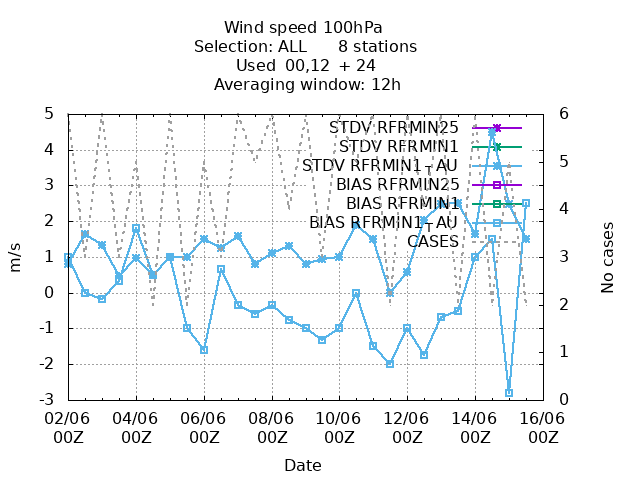 Wind speed 100hPa
Selection: ALL      8 stations
Used  00,12  + 24
Averaging window: 12h
STDV RFRMIN25
STDV RFRMIN1
STDV RFRMIN1-AU
BIAS RFRMIN25
BIAS RFRMIN1
BIAS RFRMIN1-AU
CASES
5
4
3
2
1
0
-1
-2
-3
m/s
6
5
4
3
2
1
0
No cases
02/06 04/06 06/06 08/06 10/06 12/06 14/06 16/06
00Z 00Z 00Z 00Z 00Z 00Z 00Z 00Z
Date